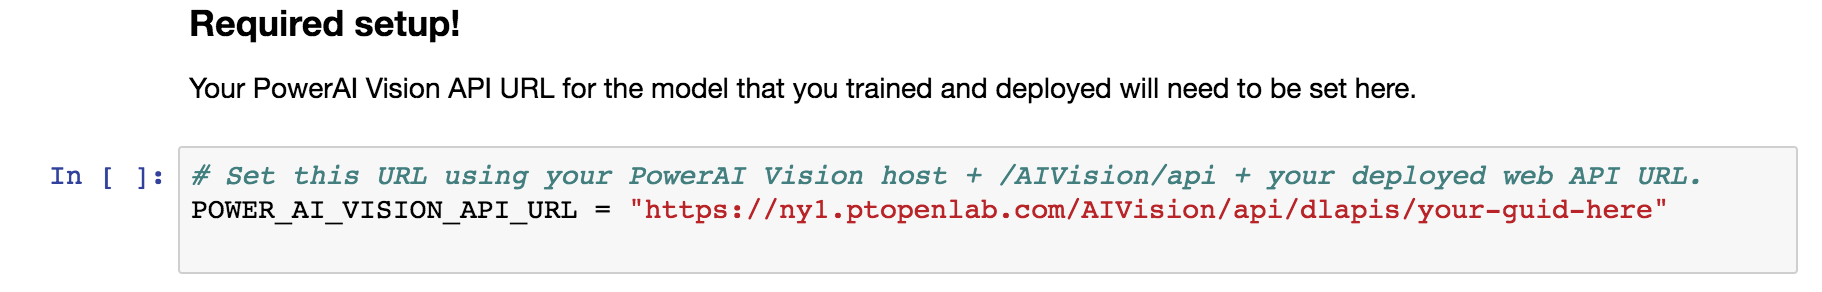 Required setup!
Your PowerAI Vision API URL for the model that you trained and deployed will need to be set here.
In [ ]:
# Set this URL using your PowerAI Vision host + /AIVision/api + your deployed web API URL.
POWER_AI_VISION_API_URL = "https://ny1.ptopenlab.com/AIVision/api/dlapis/your-guid-here"